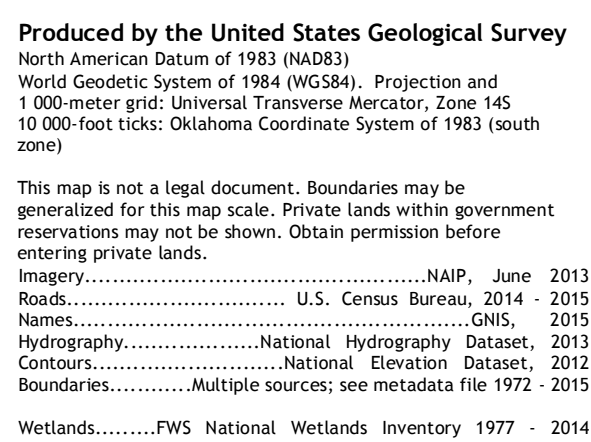 Produced by the United States Geological Survey
North American Datum of 1983 (NAD83)
World Geodetic System of 1984 (WGS84). Projection and
1 000-meter grid: Universal Transverse Mercator, Zone 14S
10 000-foot ticks: Oklahoma Coordinate System of 1983 (south
zone)
This map is not a legal document. Boundaries may be
generalized for this map scale. Private lands within government
reservations may not be shown. Obtain permission before
entering private lands.
Imagery.........................................NAIP, June 2013
Roads.......................... U.S. Census Bureau, 2014 - 2015
Names...............................................GNIS, 2015
Hydrography................National Hydrography Dataset, 2013
Contours.......................National Elevation Dataset, 2012
Boundaries...........Multiple sources; see metadata file 1972 - 2015
Wetlands.........FWS National Wetlands Inventory 1977 - 2014